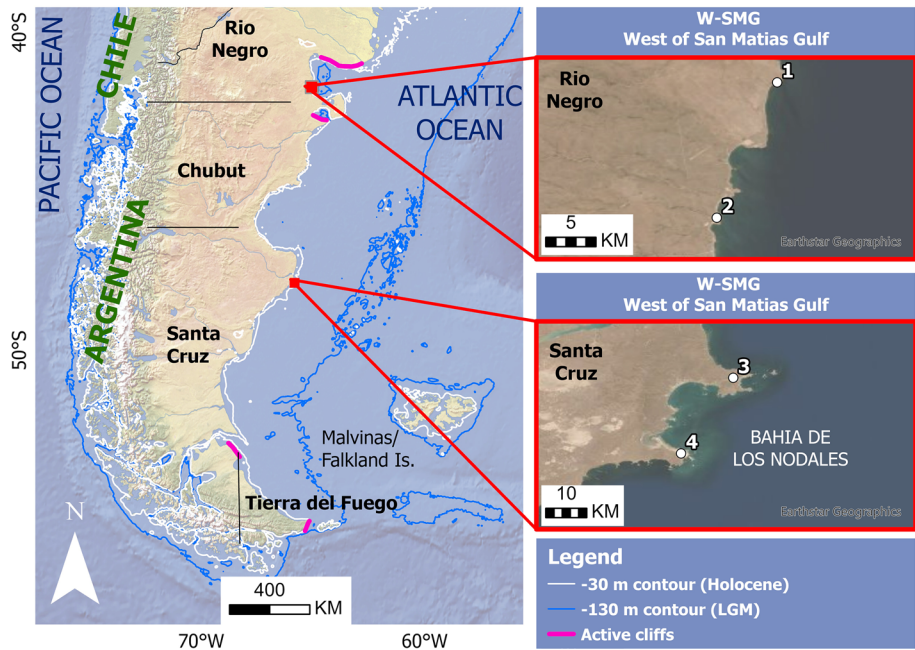 40°S
50°S
70°W
60°W
PACIFIC OCEAN
CHILE
ARGENTINA
Rio
Negro
ATLANTIC
OCEAN
Chubut
Santa
Cruz
Malvinas/
Falkland Is.
Tierra del Fuego
N
400
KM
W-SMG
West of San Matias Gulf
Rio
Negro
1
2
5
KM
Earthstar Geographics
W-SMG
West of San Matias Gulf
Santa
Cruz
3
4
BAHIA DE
LOS NODALES
10
KM
Earthstar Geographics
Legend
-30 m contour (Holocene)
-130 m contour (LGM)
Active cliffs